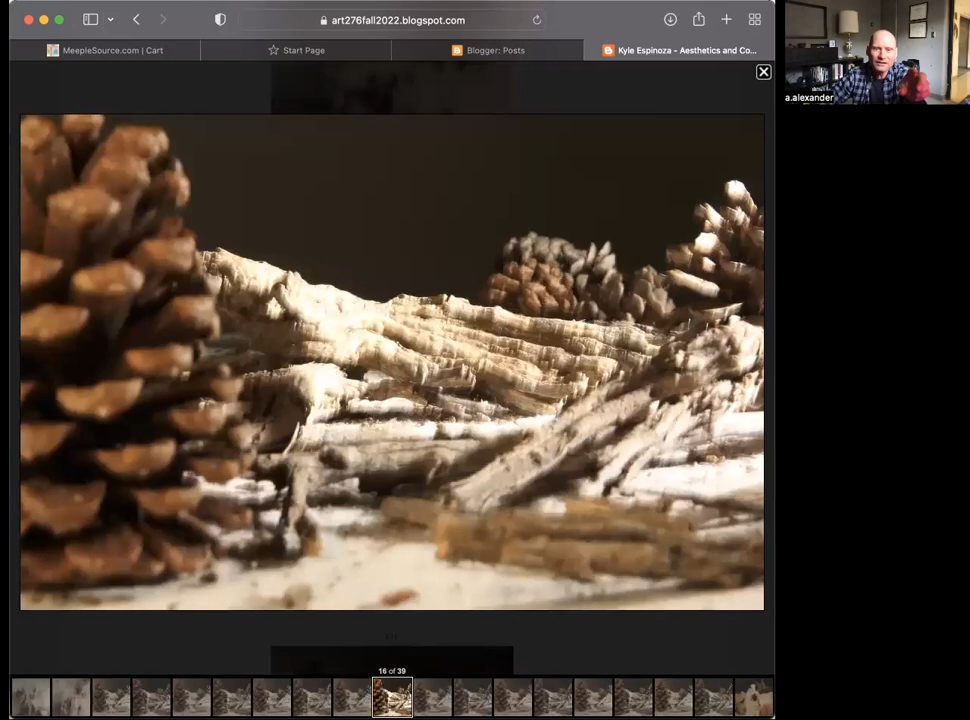 art276fall2022.blogspot.com
MeepleSource.com | Cart
Start Page
Blogger: Posts
Kyle Espinoza - Aesthetics and Co...
a.alexander
16 of 39